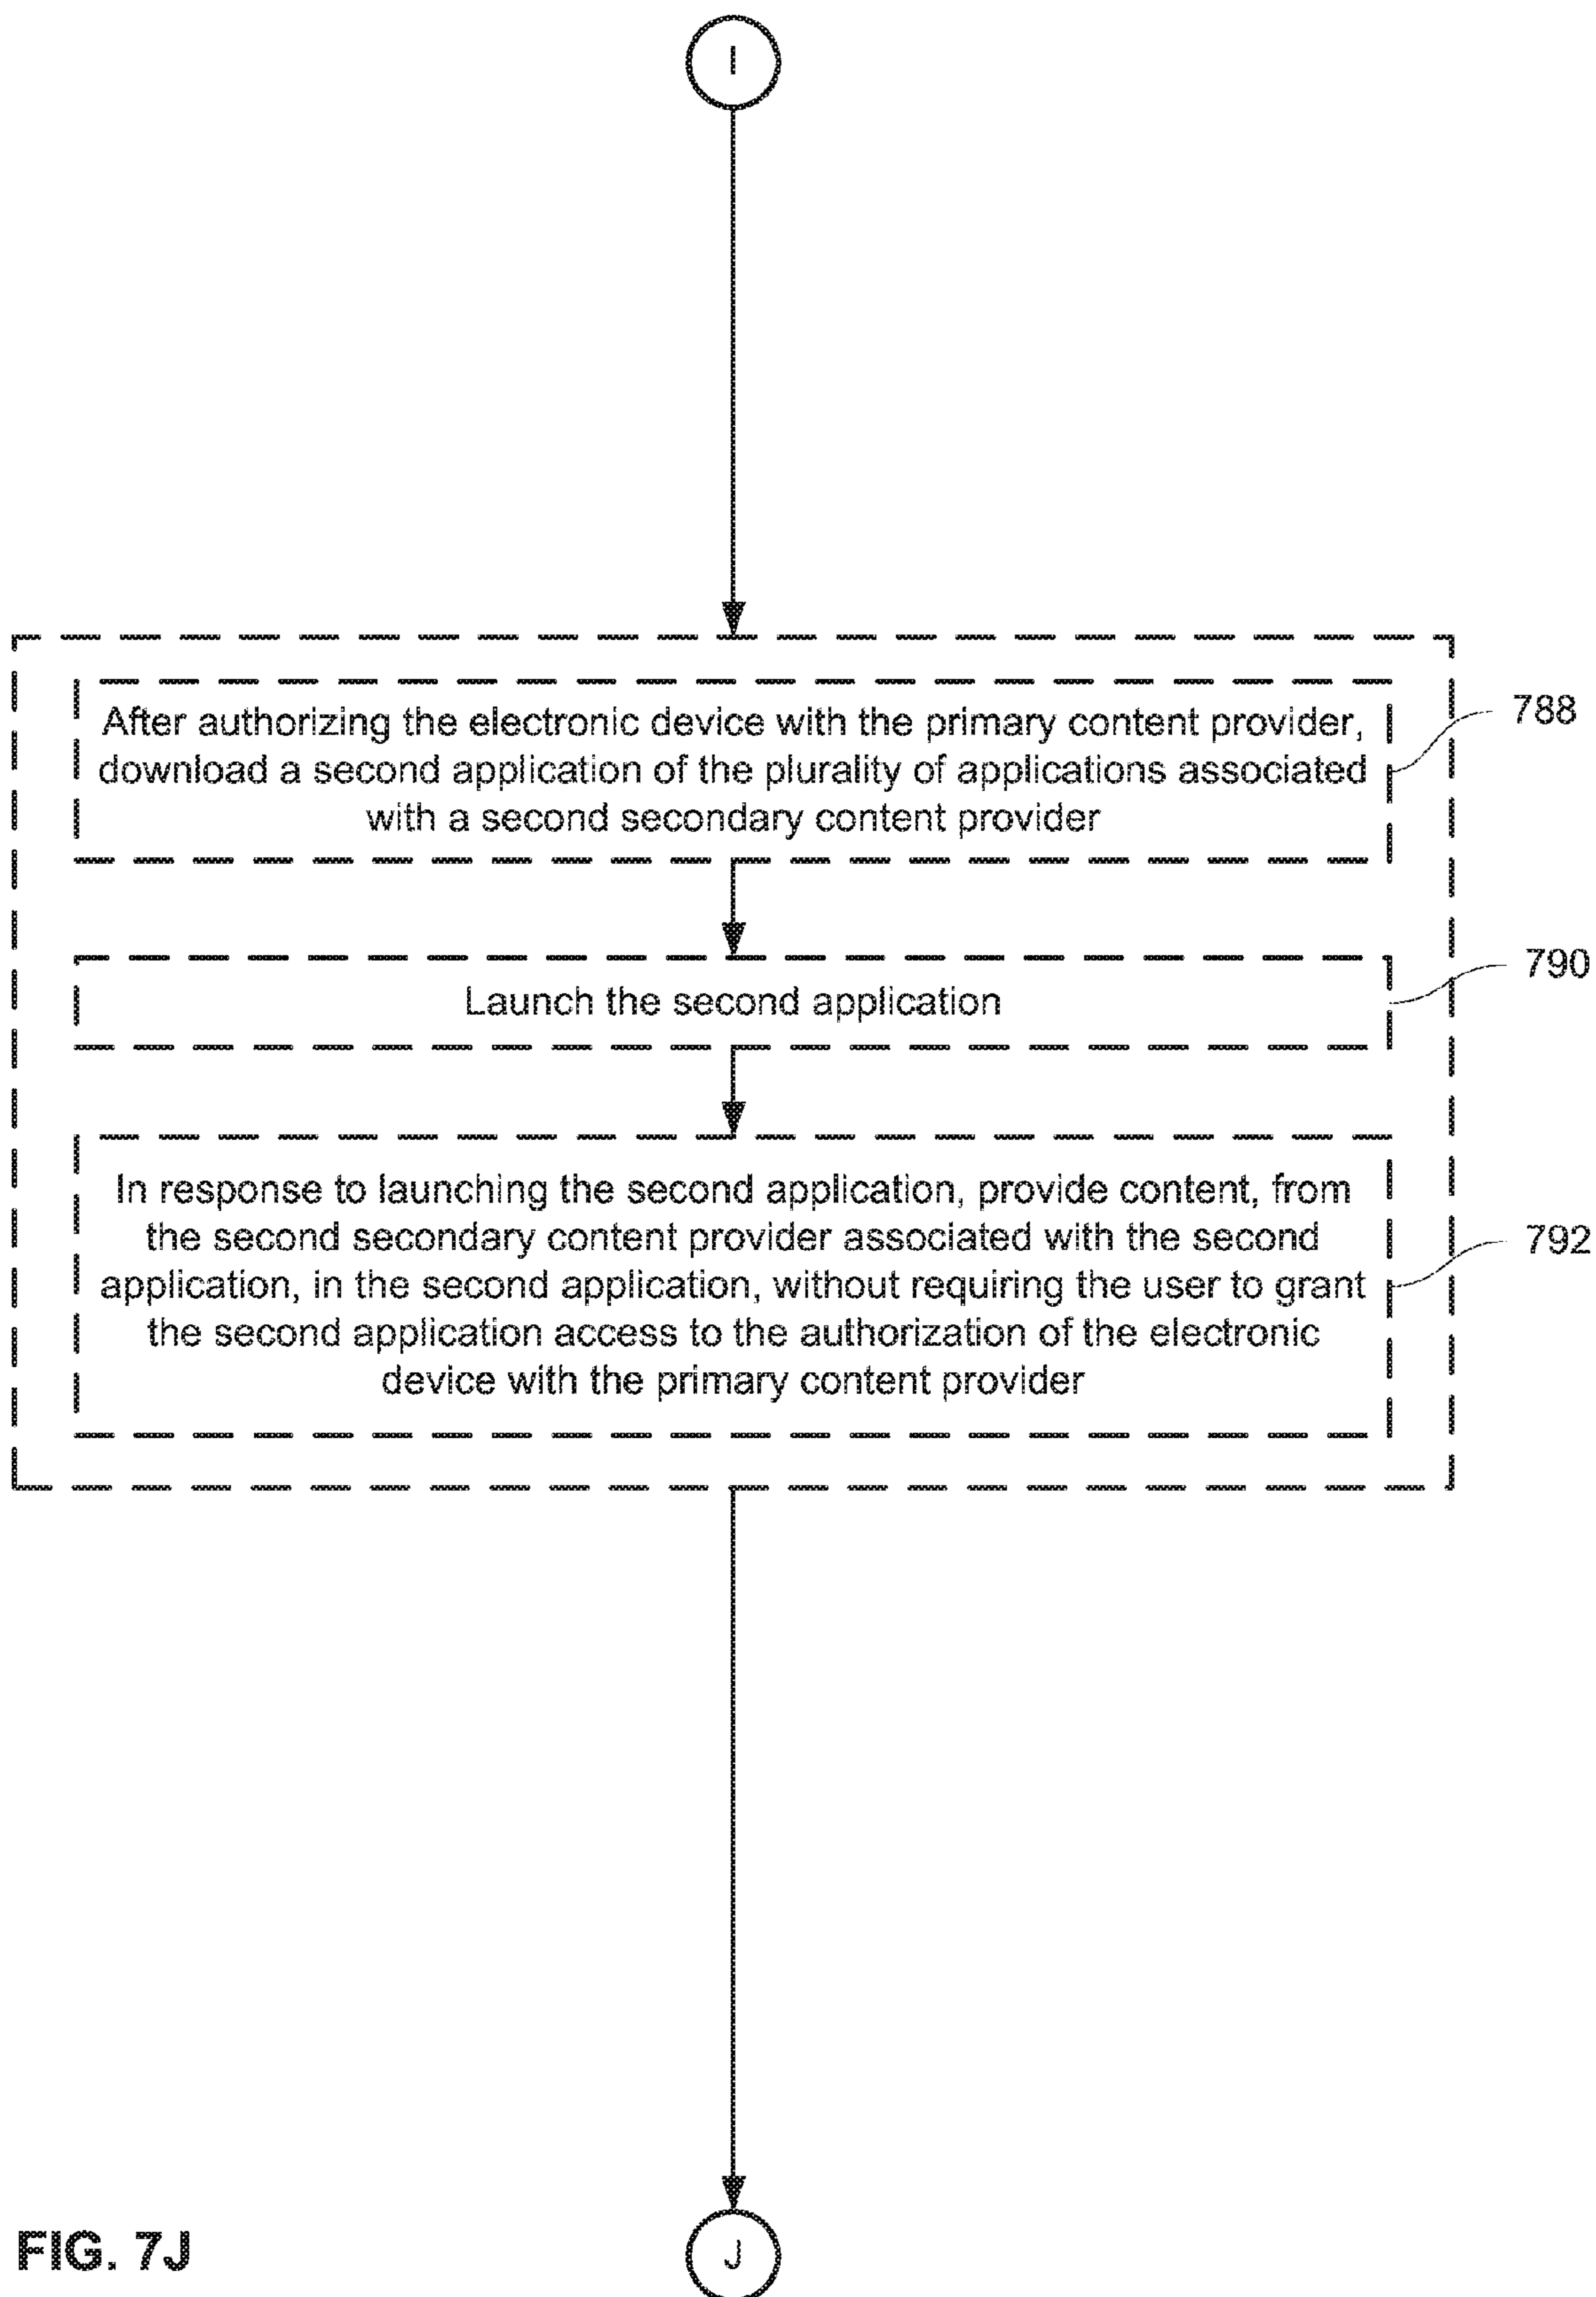 I
After authorizing the electronic device with the primary content provider,
download a second application of the plurality of applications associated
with a second secondary content provider
788
Launch the second application
790
In response to launching the second application, provide content, from
the second secondary content provider associated with the second
application, in the second application, without requiring the user to grant
the second application access to the authorization of the electronic
device with the primary content provider
792
FIG. 7J
J